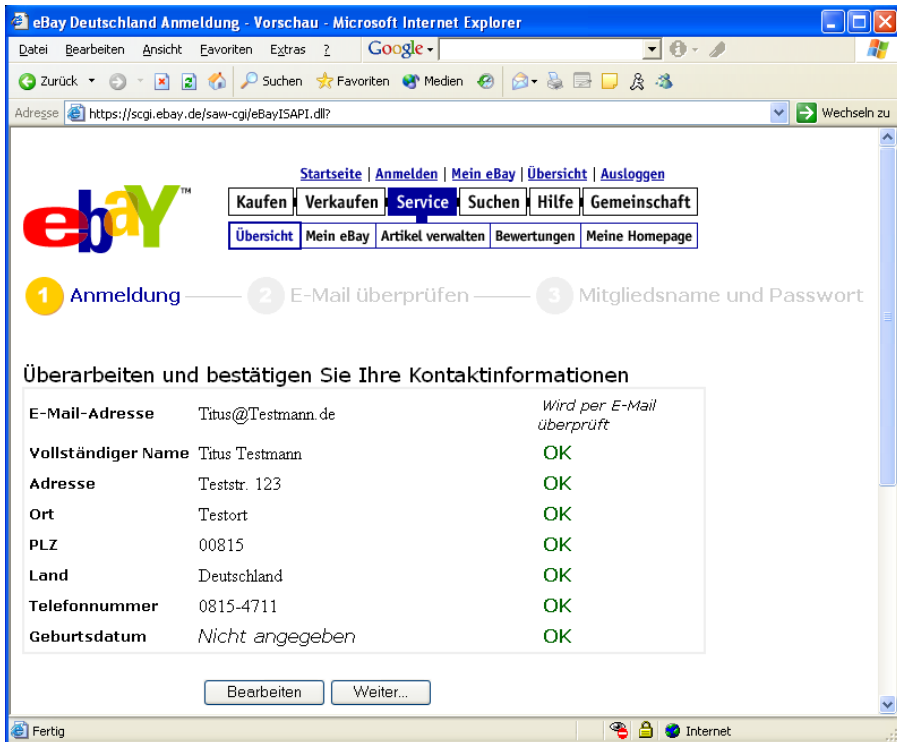 eBay Deutschland Anmeldung - Vorschau - Microsoft Internet Explorer
Datei Bearbeiten Ansicht Favoriten Extras ? Google
Zurück Suchen Favoriten Medien
Adresse https://scgi.ebay.de/saw-cgi/eBayISAPI.dll? Wechseln zu
Startseite | Anmelden | Mein eBay | Übersicht | Ausloggen
ebaY™
Kaufen Verkaufen Service Suchen Hilfe Gemeinschaft
Übersicht Mein eBay Artikel verwalten Bewertungen Meine Homepage
1 Anmeldung 2 E-Mail überprüfen 3 Mitgliedsname und Passwort
Überarbeiten und bestätigen Sie Ihre Kontaktinformationen
E-Mail-Adresse Titus@Testmann.de Wird per E-Mail
überprüft
Vollständiger Name Titus Testmann OK
Adresse Teststr. 123 OK
Ort Testort OK
PLZ 00815 OK
Land Deutschland OK
Telefonnummer 0815-4711 OK
Geburtsdatum Nicht angegeben OK
Bearbeiten Weiter...
Fertig Internet